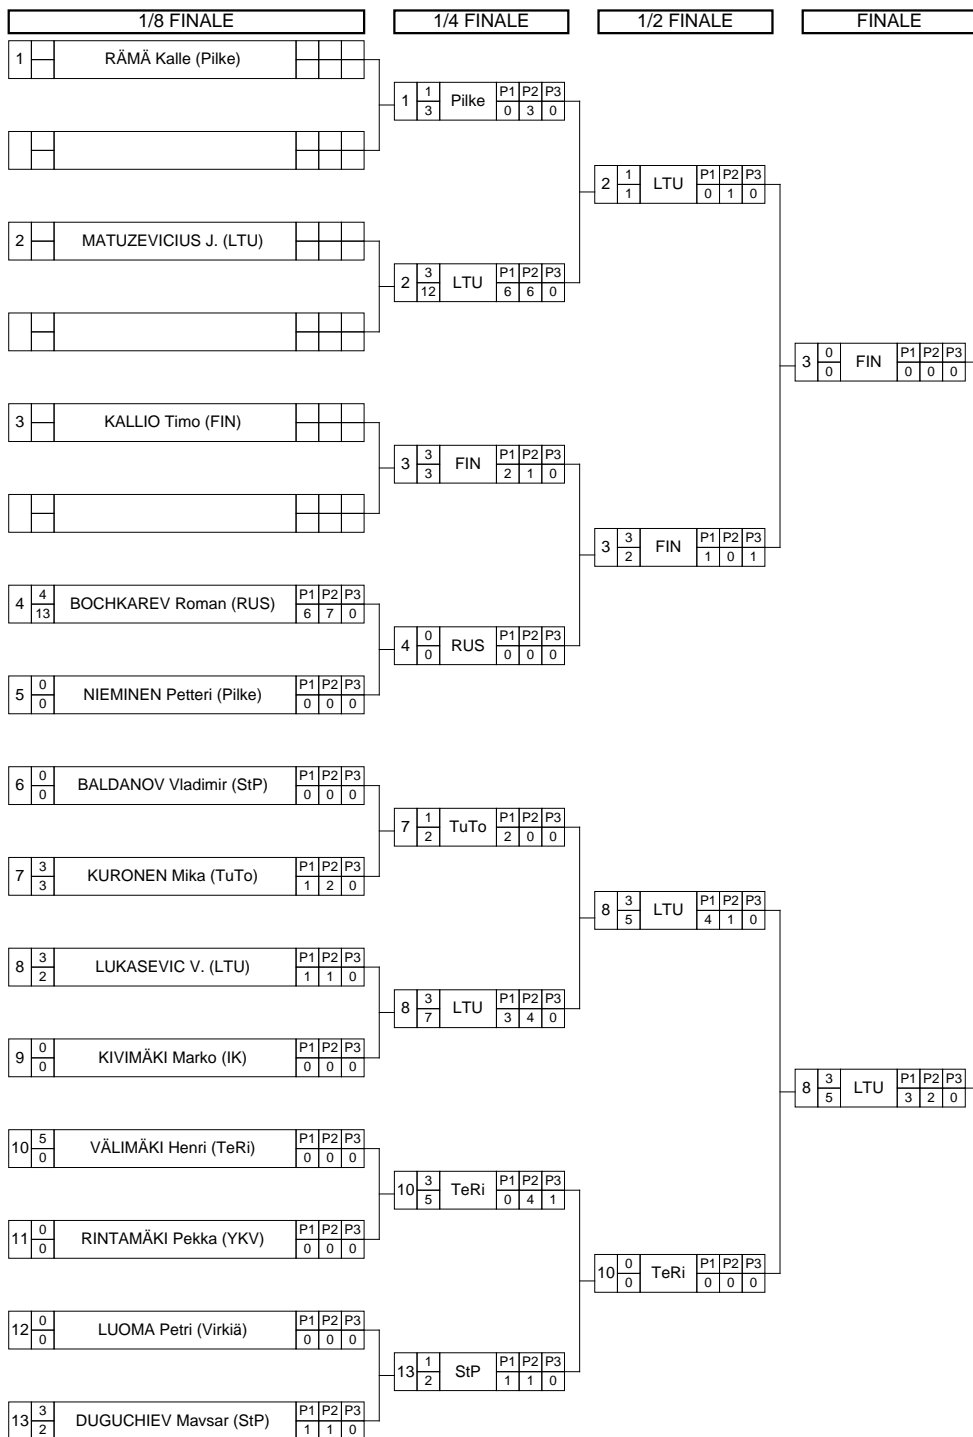 1/8 FINALE 1/4 FINALE 1/2 FINALE FINALE
1 RÄMÄ Kalle (Pilke)
1 1 3 Pilke P1 P2 P3 0 3 0
2 1 1 LTU P1 P2 P3 0 1 0
2 MATUZEVICIUS J. (LTU)
2 3 12 LTU P1 P2 P3 6 6 0
3 0 0 FIN P1 P2 P3 0 0 0
3 KALLIO Timo (FIN)
3 3 3 FIN P1 P2 P3 2 1 0
3 3 2 FIN P1 P2 P3 1 0 1
4 4 13 BOCHKAREV Roman (RUS) P1 P2 P3 6 7 0
4 0 0 RUS P1 P2 P3 0 0 0
5 0 0 NIEMINEN Petteri (Pilke) P1 P2 P3 0 0 0
6 0 0 BALDANOV Vladimir (StP) P1 P2 P3 0 0 0
7 1 2 TuTo P1 P2 P3 2 0 0
7 3 3 KURONEN Mika (TuTo) P1 P2 P3 1 2 0
8 3 5 LTU P1 P2 P3 4 1 0
8 3 2 LUKASEVIC V. (LTU) P1 P2 P3 1 1 0
8 3 7 LTU P1 P2 P3 3 4 0
9 0 0 KIVIMÄKI Marko (IK) P1 P2 P3 0 0 0
8 3 5 LTU P1 P2 P3 3 2 0
10 5 0 VÄLIMÄKI Henri (TeRi) P1 P2 P3 0 0 0
10 3 5 TeRi P1 P2 P3 0 4 1
11 0 0 RINTAMÄKI Pekka (YKV) P1 P2 P3 0 0 0
10 0 0 TeRi P1 P2 P3 0 0 0
12 0 0 LUOMA Petri (Virkiä) P1 P2 P3 0 0 0
13 1 2 StP P1 P2 P3 1 1 0
13 3 2 DUGUCHIEV Mavsar (StP) P1 P2 P3 1 1 0